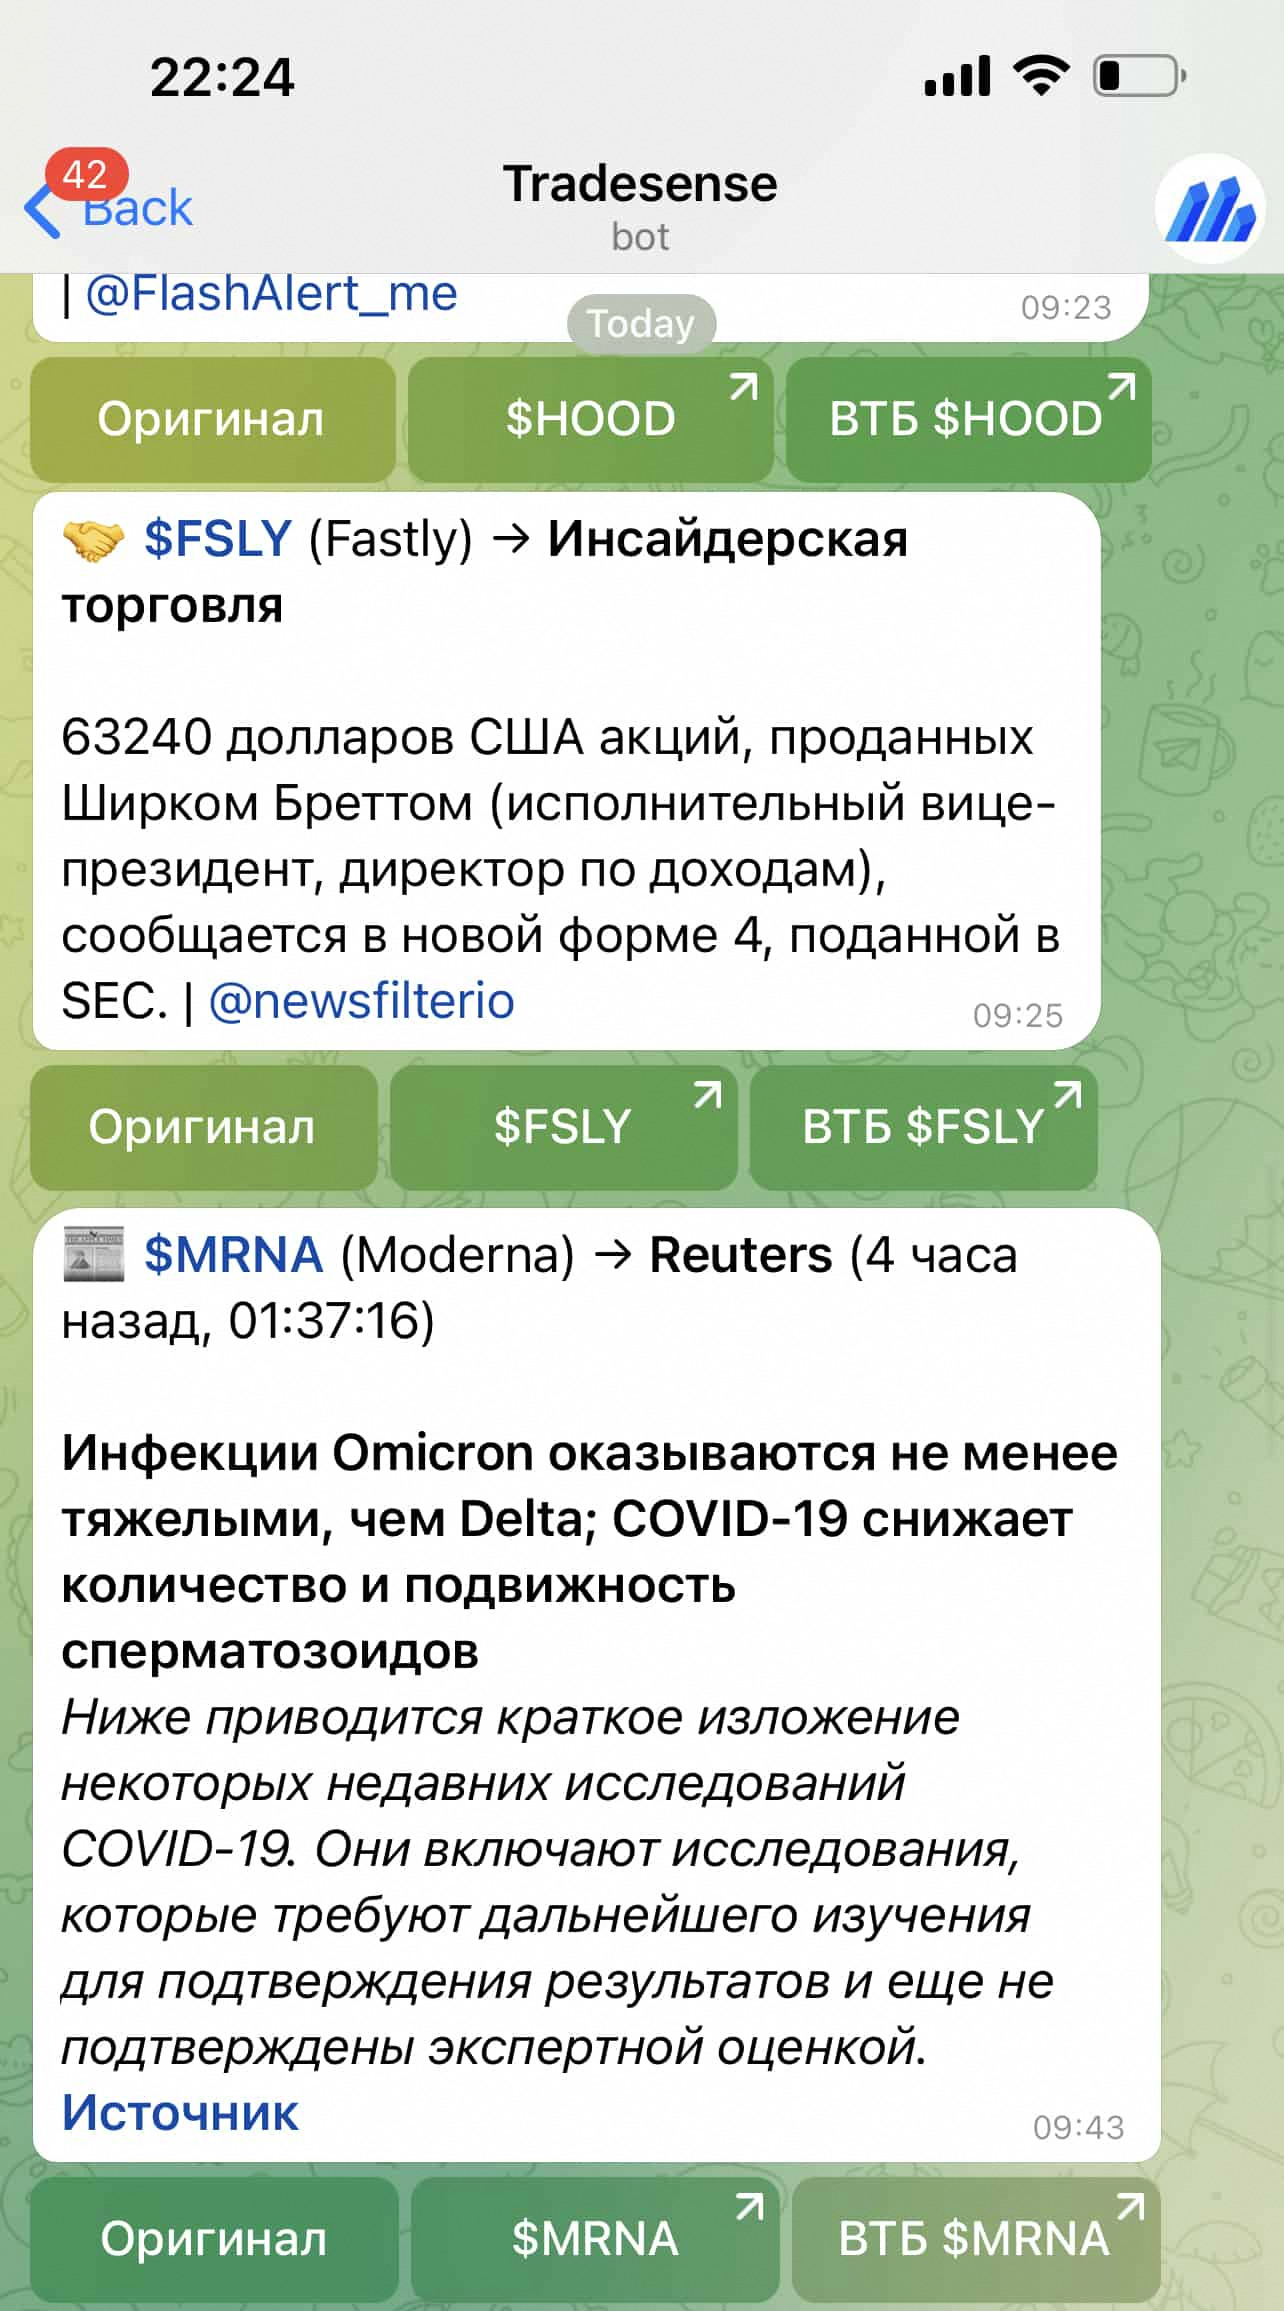 22:24
42
Back
Tradesense
bot
| @FlashAlert_me
09:23
Today
Оригинал
$HOOD
ВТБ $HOOD
🤝 $FSLY (Fastly) → Инсайдерская
торговля
63240 долларов США акций, проданных
Ширком Бреттом (исполнительный вице-
президент, директор по доходам),
сообщается в новой форме 4, поданной в
SEC. | @newsfilterio
09:25
Оригинал
$FSLY
ВТБ $FSLY
📰 $MRNA (Moderna) → Reuters (4 часа
назад, 01:37:16)
Инфекции Omicron оказываются не менее
тяжелыми, чем Delta; COVID-19 снижает
количество и подвижность
сперматозоидов
Ниже приводится краткое изложение
некоторых недавних исследований
COVID-19. Они включают исследования,
которые требуют дальнейшего изучения
для подтверждения результатов и еще не
подтверждены экспертной оценкой.
Источник
09:43
Оригинал
$MRNA
ВТБ $MRNA